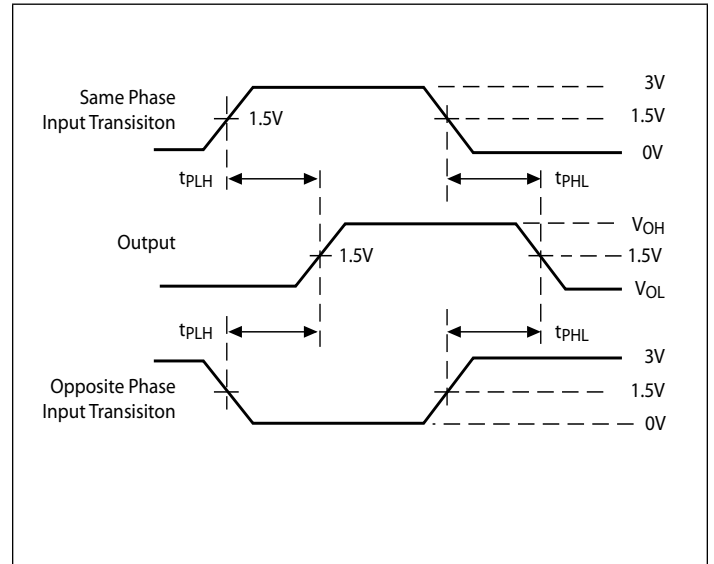 Same Phase
Input Transisiton
1.5V
3V
1.5V
0V
tPLH
tPHL
Output
1.5V
VOH
1.5V
VOL
tPLH
tPHL
Opposite Phase
Input Transisiton
3V
1.5V
0V